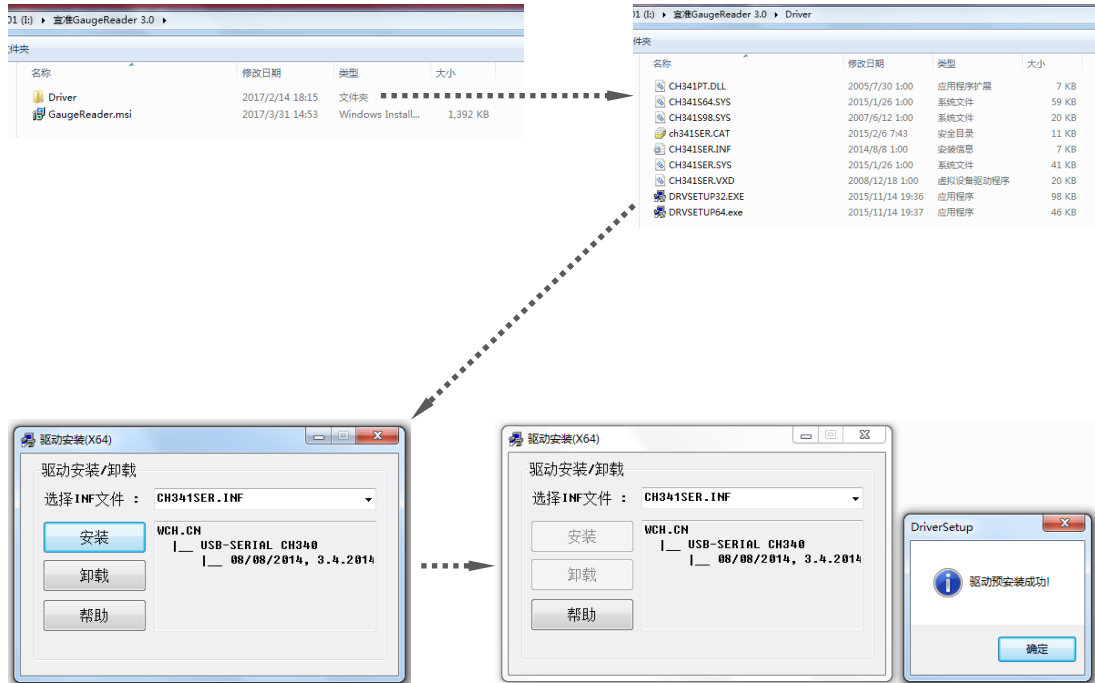 01 (I:) ▸ 宣准GaugeReader 3.0 ▸
文件夹
名称 修改日期 类型 大小
Driver 2017/2/14 18:15 文件夹
GaugeReader.msi 2017/3/31 14:53 Windows Install... 1,392 KB
01 (I:) ▸ 宣准GaugeReader 3.0 ▸ Driver
件夹
名称 修改日期 类型 大小
CH341PT.DLL 2005/7/30 1:00 应用程序扩展 7 KB
CH341S64.SYS 2015/1/26 1:00 系统文件 59 KB
CH341S98.SYS 2007/6/12 1:00 系统文件 20 KB
ch341SER.CAT 2015/2/6 7:43 安全目录 11 KB
CH341SER.INF 2014/8/8 1:00 安装信息 7 KB
CH341SER.SYS 2015/1/26 1:00 系统文件 41 KB
CH341SER.VXD 2008/12/18 1:00 虚拟设备驱动程序 20 KB
DRVSETUP32.EXE 2015/11/14 19:36 应用程序 98 KB
DRVSETUP64.exe 2015/11/14 19:37 应用程序 46 KB
驱动安装(X64)
驱动安装/卸载
选择INF文件 : CH341SER.INF
安装
卸载
帮助
WCH.CN
|__ USB-SERIAL CH340
|__ 08/08/2014, 3.4.2014
驱动安装(X64)
驱动安装/卸载
选择INF文件 : CH341SER.INF
安装
卸载
帮助
WCH.CN
|__ USB-SERIAL CH340
|__ 08/08/2014, 3.4.2014
DriverSetup
驱动预安装成功!
确定